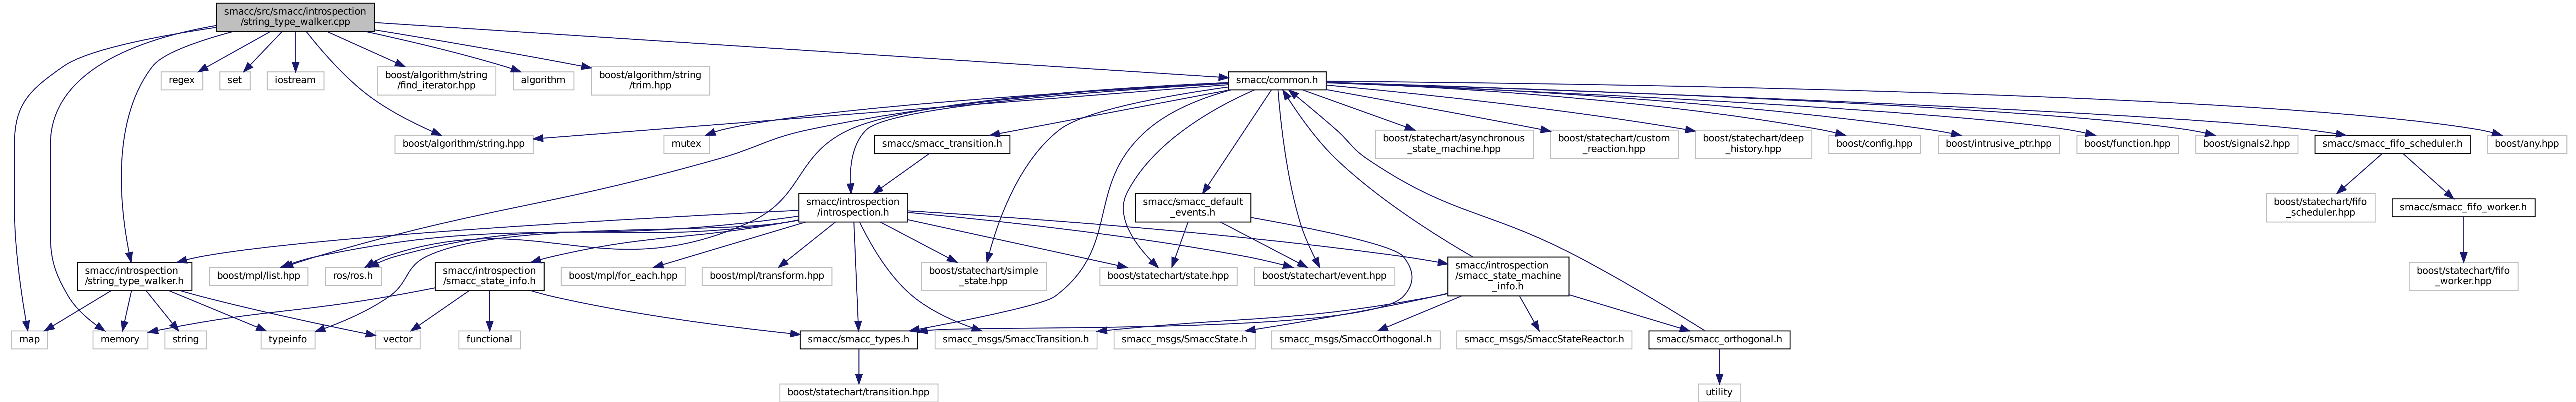 smacc/src/smacc/introspection
/string_type_walker.cpp
regex
set
iostream
boost/algorithm/string
/find_iterator.hpp
algorithm
boost/algorithm/string
/trim.hpp
smacc/common.h
boost/algorithm/string.hpp
mutex
smacc/smacc_transition.h
boost/statechart/asynchronous
_state_machine.hpp
boost/statechart/custom
_reaction.hpp
boost/statechart/deep
_history.hpp
boost/config.hpp
boost/intrusive_ptr.hpp
boost/function.hpp
boost/signals2.hpp
smacc/smacc_fifo_scheduler.h
boost/any.hpp
smacc/introspection
/introspection.h
smacc/smacc_default
_events.h
boost/statechart/fifo
_scheduler.hpp
smacc/smacc_fifo_worker.h
smacc/introspection
/string_type_walker.h
boost/mpl/list.hpp
ros/ros.h
smacc/introspection
/smacc_state_info.h
boost/mpl/for_each.hpp
boost/mpl/transform.hpp
boost/statechart/simple
_state.hpp
boost/statechart/state.hpp
boost/statechart/event.hpp
smacc/introspection
/smacc_state_machine
_info.h
boost/statechart/fifo
_worker.hpp
map
memory
string
typeinfo
vector
functional
smacc/smacc_types.h
smacc_msgs/SmaccTransition.h
smacc_msgs/SmaccState.h
smacc_msgs/SmaccOrthogonal.h
smacc_msgs/SmaccStateReactor.h
smacc/smacc_orthogonal.h
boost/statechart/transition.hpp
utility